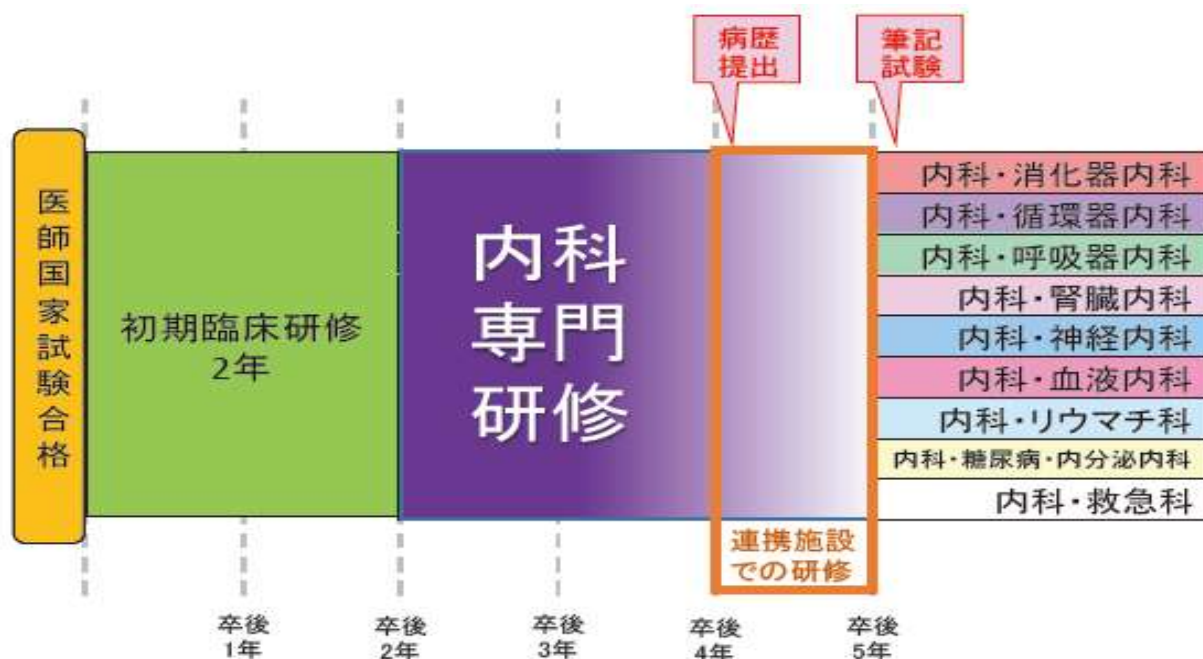 病歴
提出
筆記
試験
医師国家試験合格
初期臨床研修
2年
内科
専門
研修
内科・消化器内科
内科・循環器内科
内科・呼吸器内科
内科・腎臓内科
内科・神経内科
内科・血液内科
内科・リウマチ科
内科・糖尿病・内分泌内科
内科・救急科
連携施設
での研修
卒後
1年
卒後
2年
卒後
3年
卒後
4年
卒後
5年